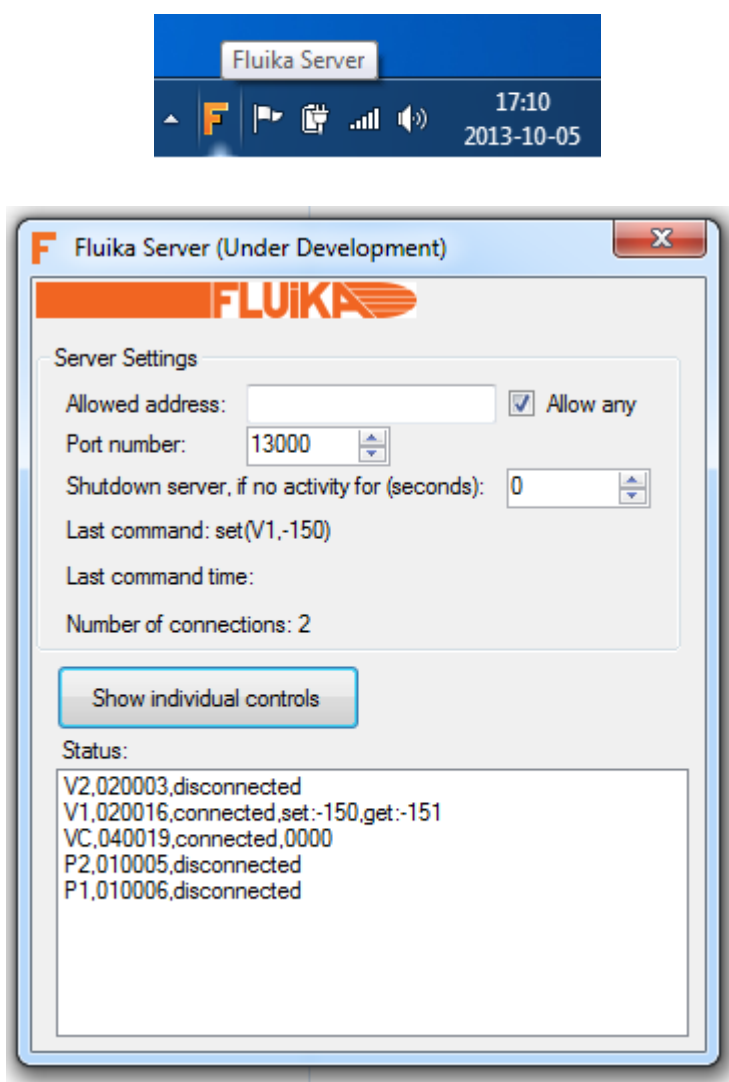 Fluika Server
F
17:10
2013-10-05
F Fluika Server (Under Development)
FLUiKA
Server Settings
Allowed address: Allow any
Port number: 13000
Shutdown server, if no activity for (seconds): 0
Last command: set(V1,-150)
Last command time:
Number of connections: 2
Show individual controls
Status:
V2,020003,disconnected
V1,020016,connected,set:-150,get:-151
VC,040019,connected,0000
P2,010005,disconnected
P1,010006,disconnected